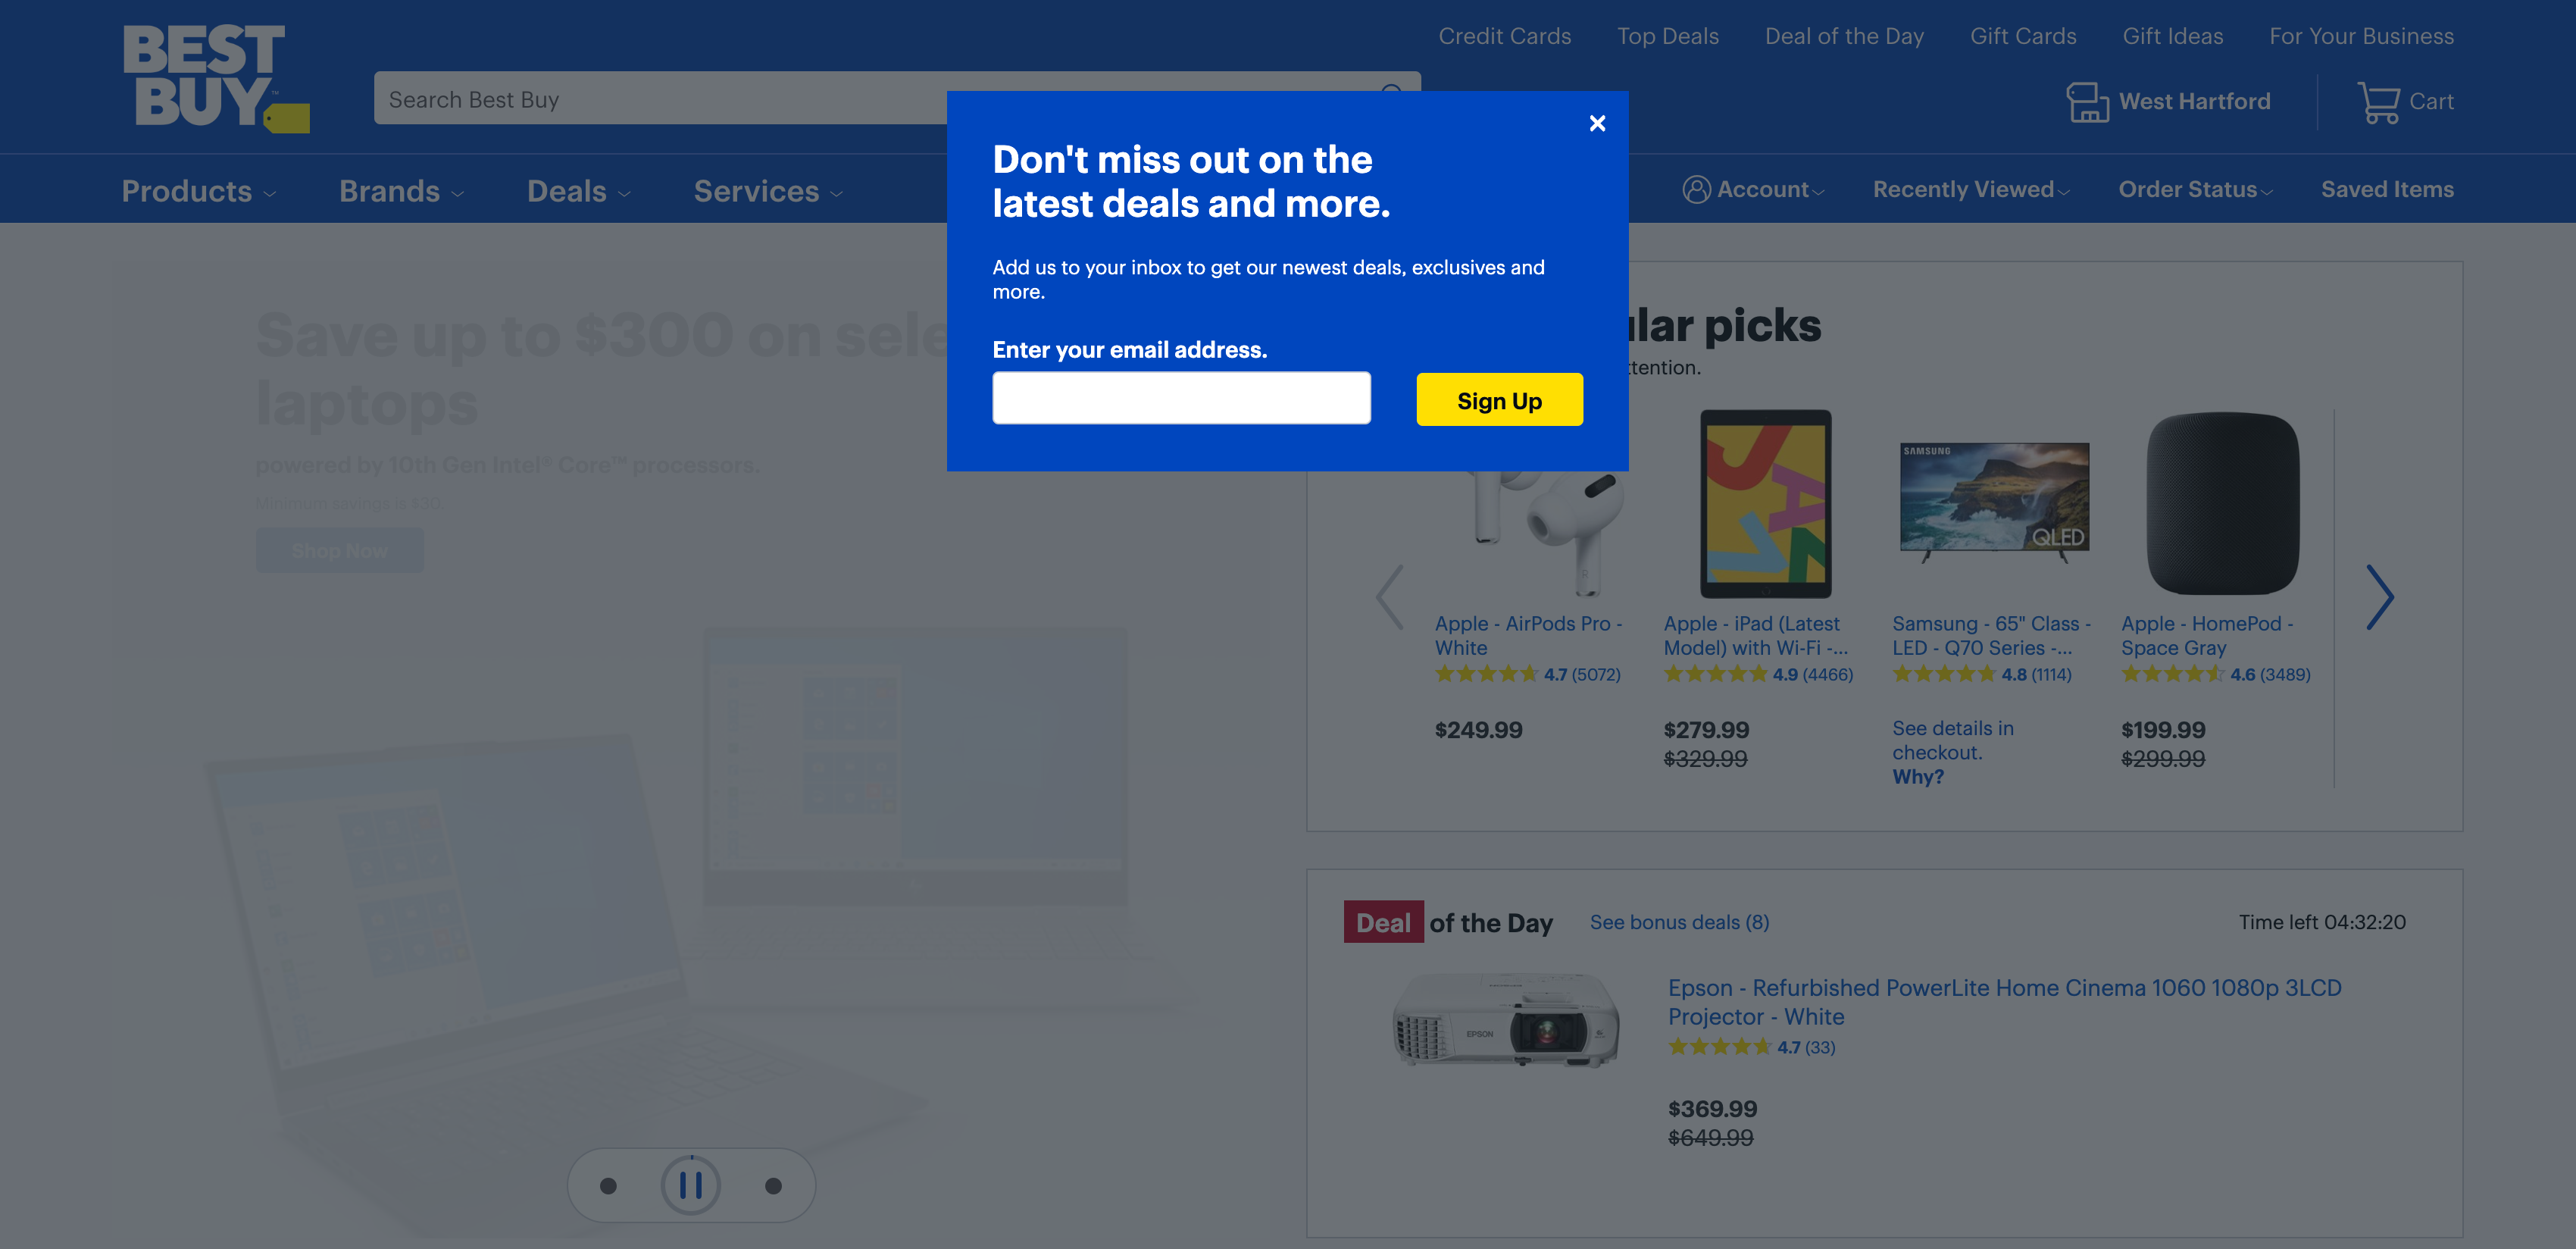 BEST
BUY™
Credit Cards
Top Deals
Deal of the Day
Gift Cards
Gift Ideas
For Your Business
Search Best Buy
West Hartford
Cart
Products
Brands
Deals
Services
Account
Recently Viewed
Order Status
Saved Items
Don't miss out on the
latest deals and more.
Add us to your inbox to get our newest deals, exclusives and
more.
Enter your email address.
Sign Up
Save up to $300 on sele
laptops
powered by 10th Gen Intel® Core™ processors.
Minimum savings is $30.
Shop Now
lar picks
ttention.
SAMSUNG
QLED
Apple - AirPods Pro -
White
4.7 (5072)
$249.99
Apple - iPad (Latest
Model) with Wi-Fi -...
4.9 (4466)
$279.99
$329.99
Samsung - 65" Class -
LED - Q70 Series -...
4.8 (1114)
See details in
checkout.
Why?
Apple - HomePod -
Space Gray
4.6 (3489)
$199.99
$299.99
Deal of the Day
See bonus deals (8)
Time left 04:32:20
EPSON
Epson - Refurbished PowerLite Home Cinema 1060 1080p 3LCD
Projector - White
4.7 (33)
$369.99
$649.99